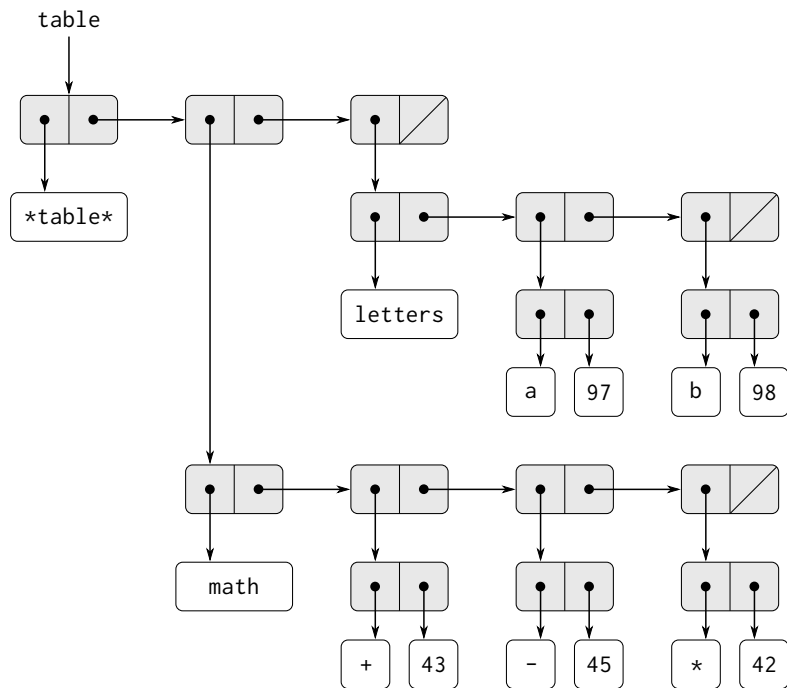 table
*table*
letters
a 97 b 98
math
+ 43 - 45 * 42